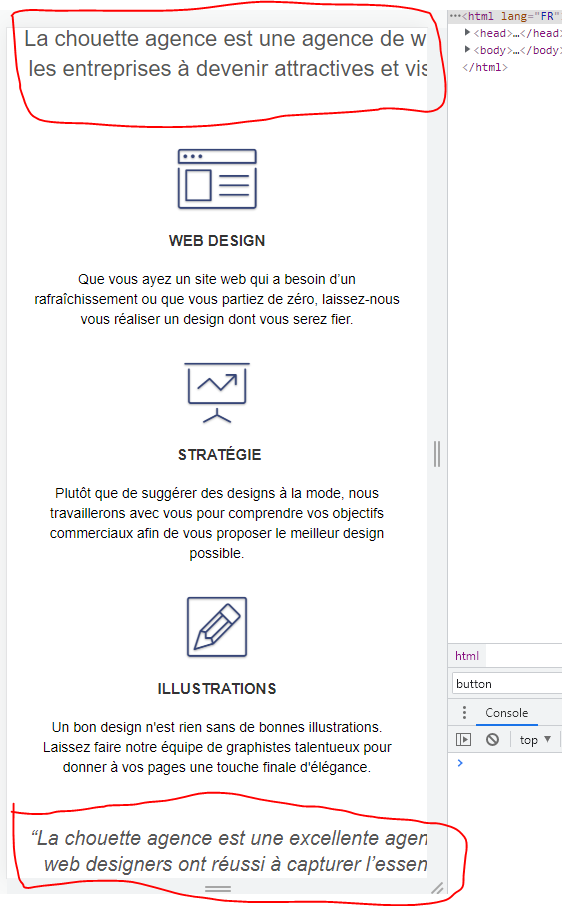 La chouette agence est une agence de w
les entreprises à devenir attractives et vis
WEB DESIGN
Que vous ayez un site web qui a besoin d’un
rafraîchissement ou que vous partiez de zéro, laissez-nous
vous réaliser un design dont vous serez fier.
STRATÉGIE
Plutôt que de suggérer des designs à la mode, nous
travaillerons avec vous pour comprendre vos objectifs
commerciaux afin de vous proposer le meilleur design
possible.
ILLUSTRATIONS
Un bon design n'est rien sans de bonnes illustrations.
Laissez faire notre équipe de graphistes talentueux pour
donner à vos pages une touche finale d'élégance.
“La chouette agence est une excellente agen
web designers ont réussi à capturer l’essen
<html lang="FR"
<head>…</head
<body>…</body>
</html>
html
button
Console
top